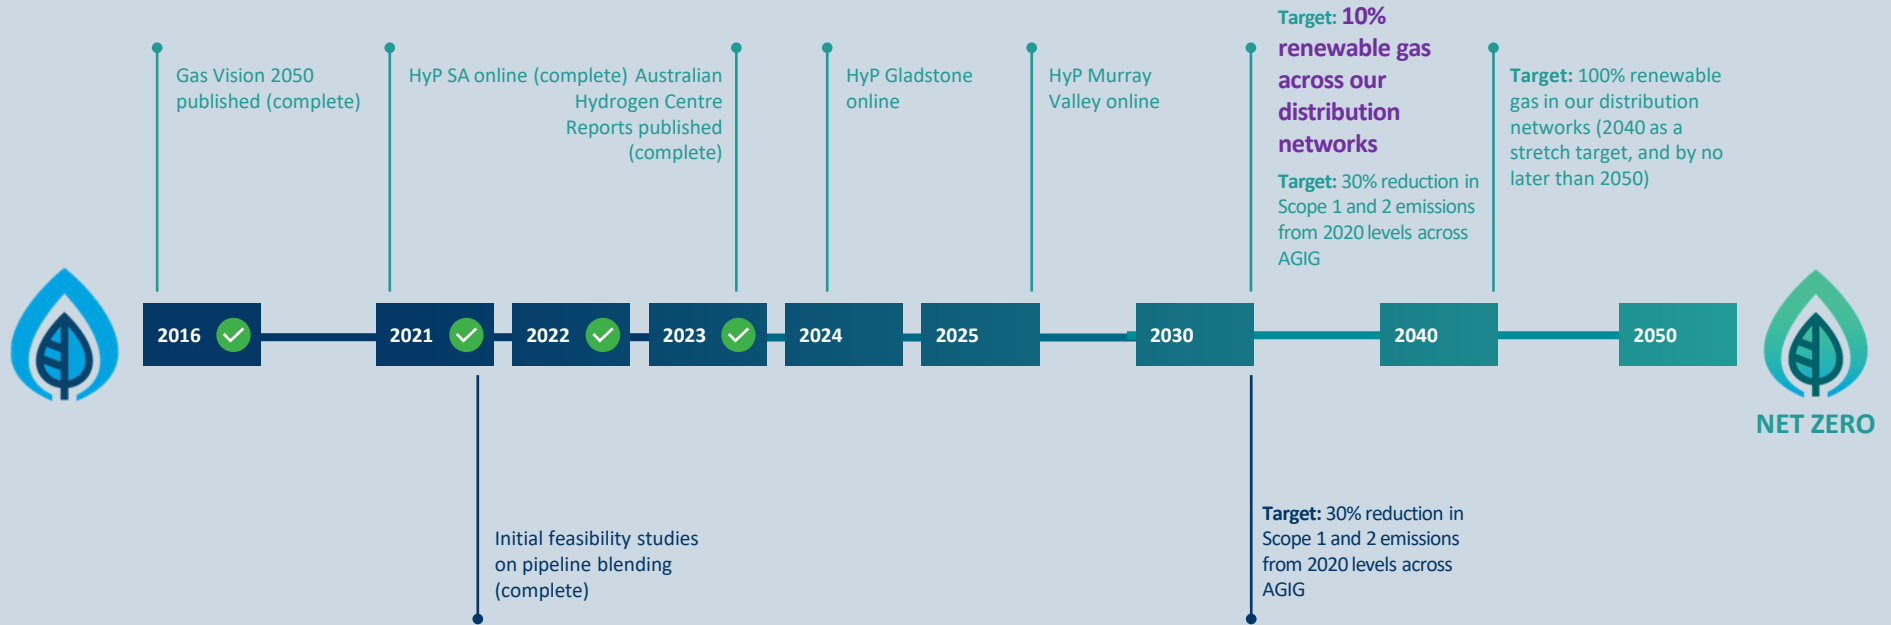 Gas Vision 2050
published (complete)
HyP SA online (complete) Australian
Hydrogen Centre
Reports published
(complete)
HyP Gladstone
online
HyP Murray
Valley online
Target: 10%
renewable gas
across our
distribution
networks
Target: 30% reduction in
Scope 1 and 2 emissions
from 2020 levels across
AGIG
Target: 100% renewable
gas in our distribution
networks (2040 as a
stretch target, and by no
later than 2050)
2016
2021
2022
2023
2024
2025
2030
2040
2050
NET ZERO
Initial feasibility studies
on pipeline blending
(complete)
Target: 30% reduction in
Scope 1 and 2 emissions
from 2020 levels across
AGIG